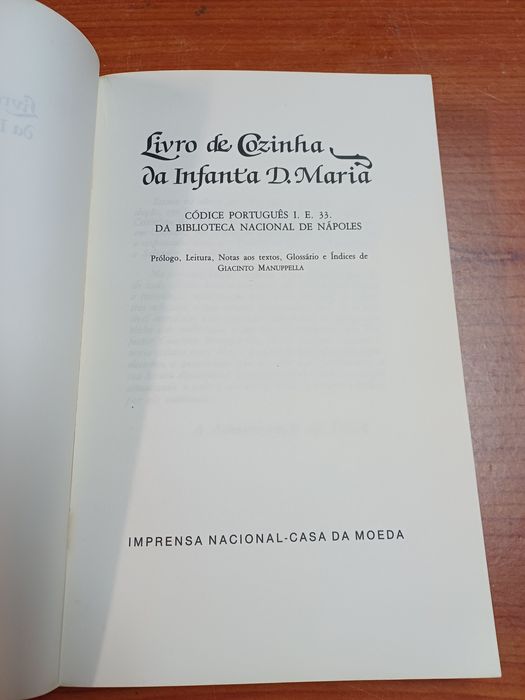 Livro de Cozinha
da Infanta D. Maria
CÓDICE PORTUGUÊS I. E. 33.
DA BIBLIOTECA NACIONAL DE NÁPOLES
Prólogo, Leitura, Notas aos textos, Glossário e Índices de
GIACINTO MANUPPELLA
IMPRENSA NACIONAL-CASA DA MOEDA